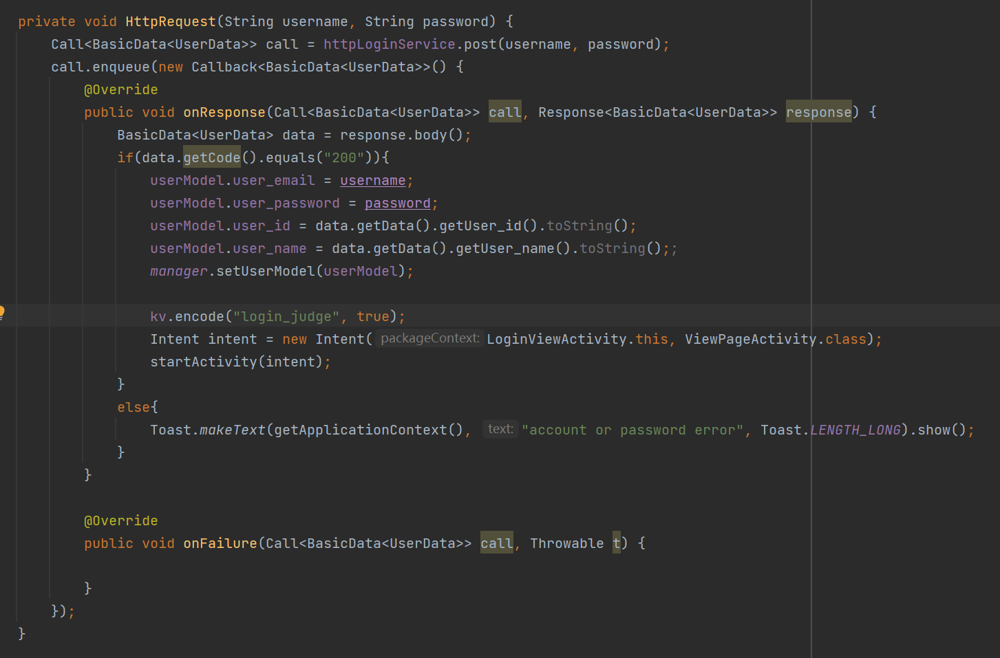 private void HttpRequest(String username, String password) {
Call<BasicData<UserData>> call = httpLoginService.post(username, password);
call.enqueue(new Callback<BasicData<UserData>>() {
@Override
public void onResponse(Call<BasicData<UserData>> call, Response<BasicData<UserData>> response) {
BasicData<UserData> data = response.body();
if(data.getCode().equals("200")){
userModel.user_email = username;
userModel.user_password = password;
userModel.user_id = data.getData().getUser_id().toString();
userModel.user_name = data.getData().getUser_name().toString();;
manager.setUserModel(userModel);
kv.encode("login_judge", true);
Intent intent = new Intent( packageContext: LoginViewActivity.this, ViewPageActivity.class);
startActivity(intent);
}
else{
Toast.makeText(getApplicationContext(), text: "account or password error", Toast.LENGTH_LONG).show();
}
}
@Override
public void onFailure(Call<BasicData<UserData>> call, Throwable t) {
}
});
}